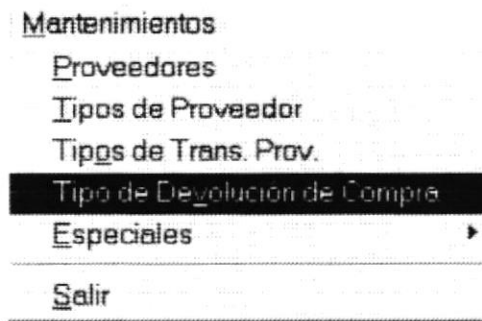 Mantenimientos
Proveedores
Tipos de Proveedor
Tipos de Trans. Prov.
Tipo de Devolución de Compra
Especiales
Salir